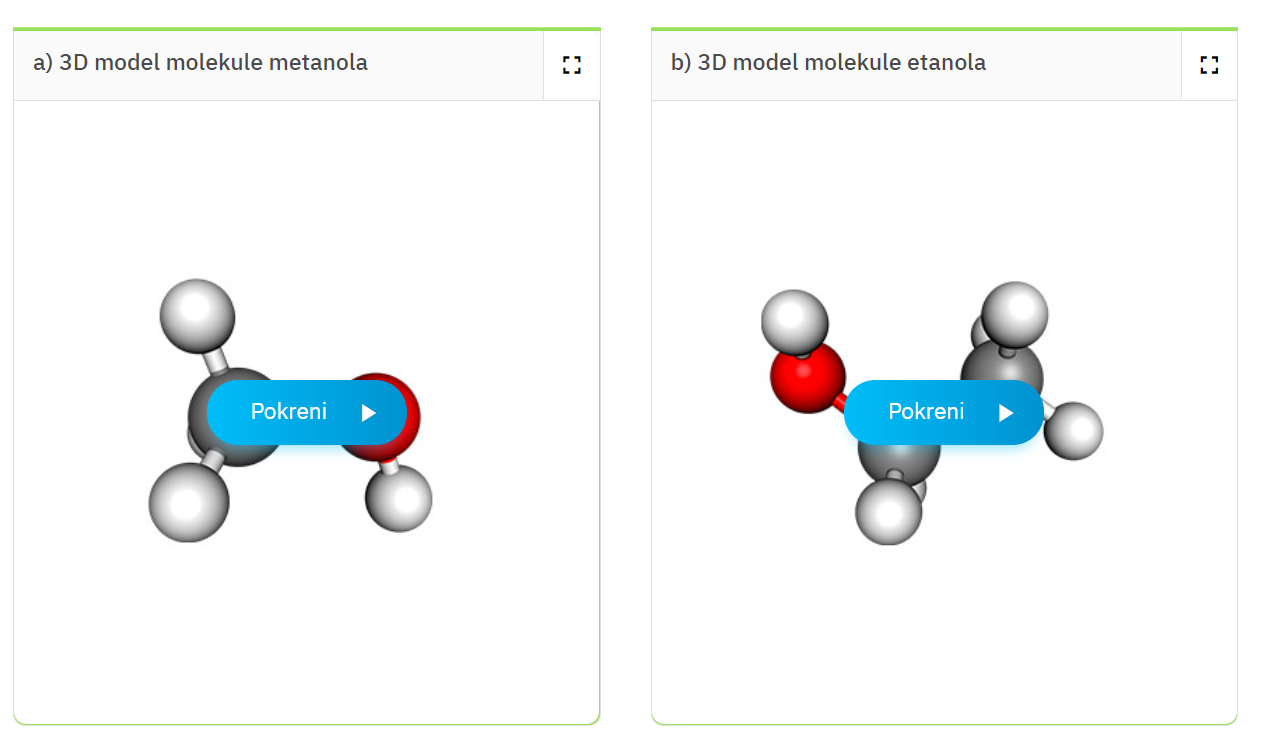 a) 3D model molekule metanola
b) 3D model molekule etanola
Pokreni
Pokreni